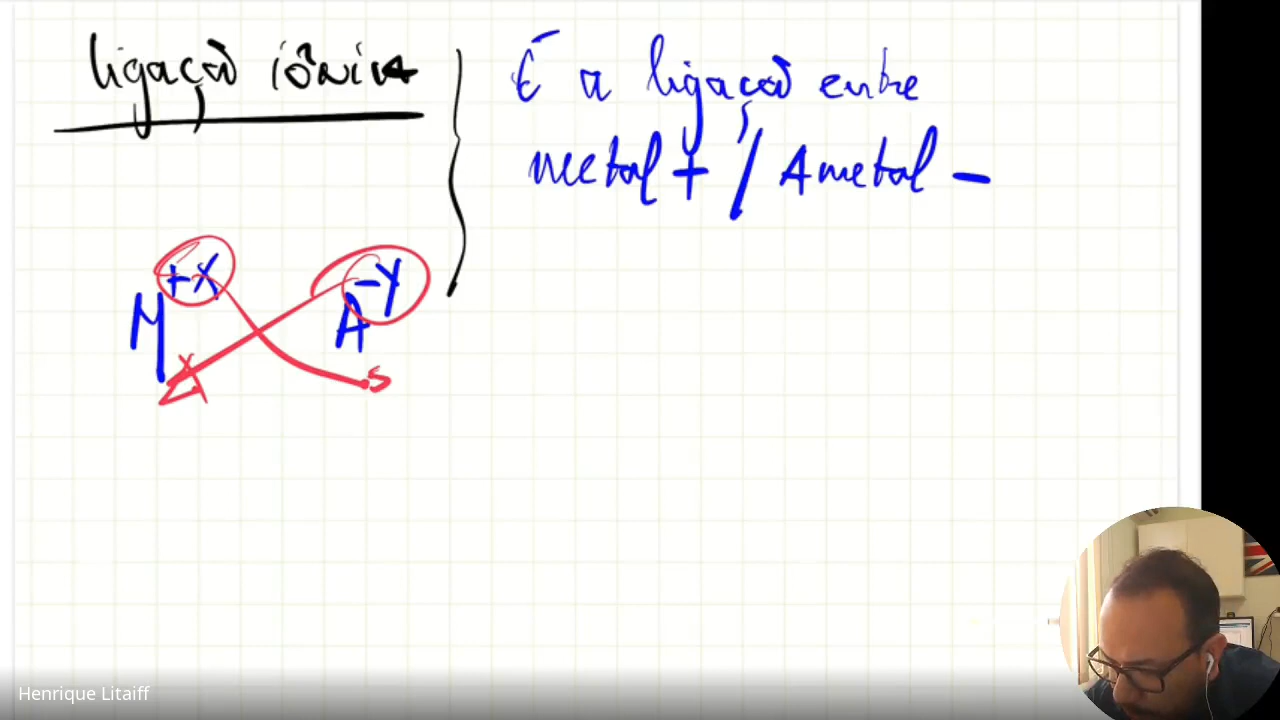 ligação iônica
É a ligação entre
metal + / Ametal -
M+X A-Y
Henrique Litaiff